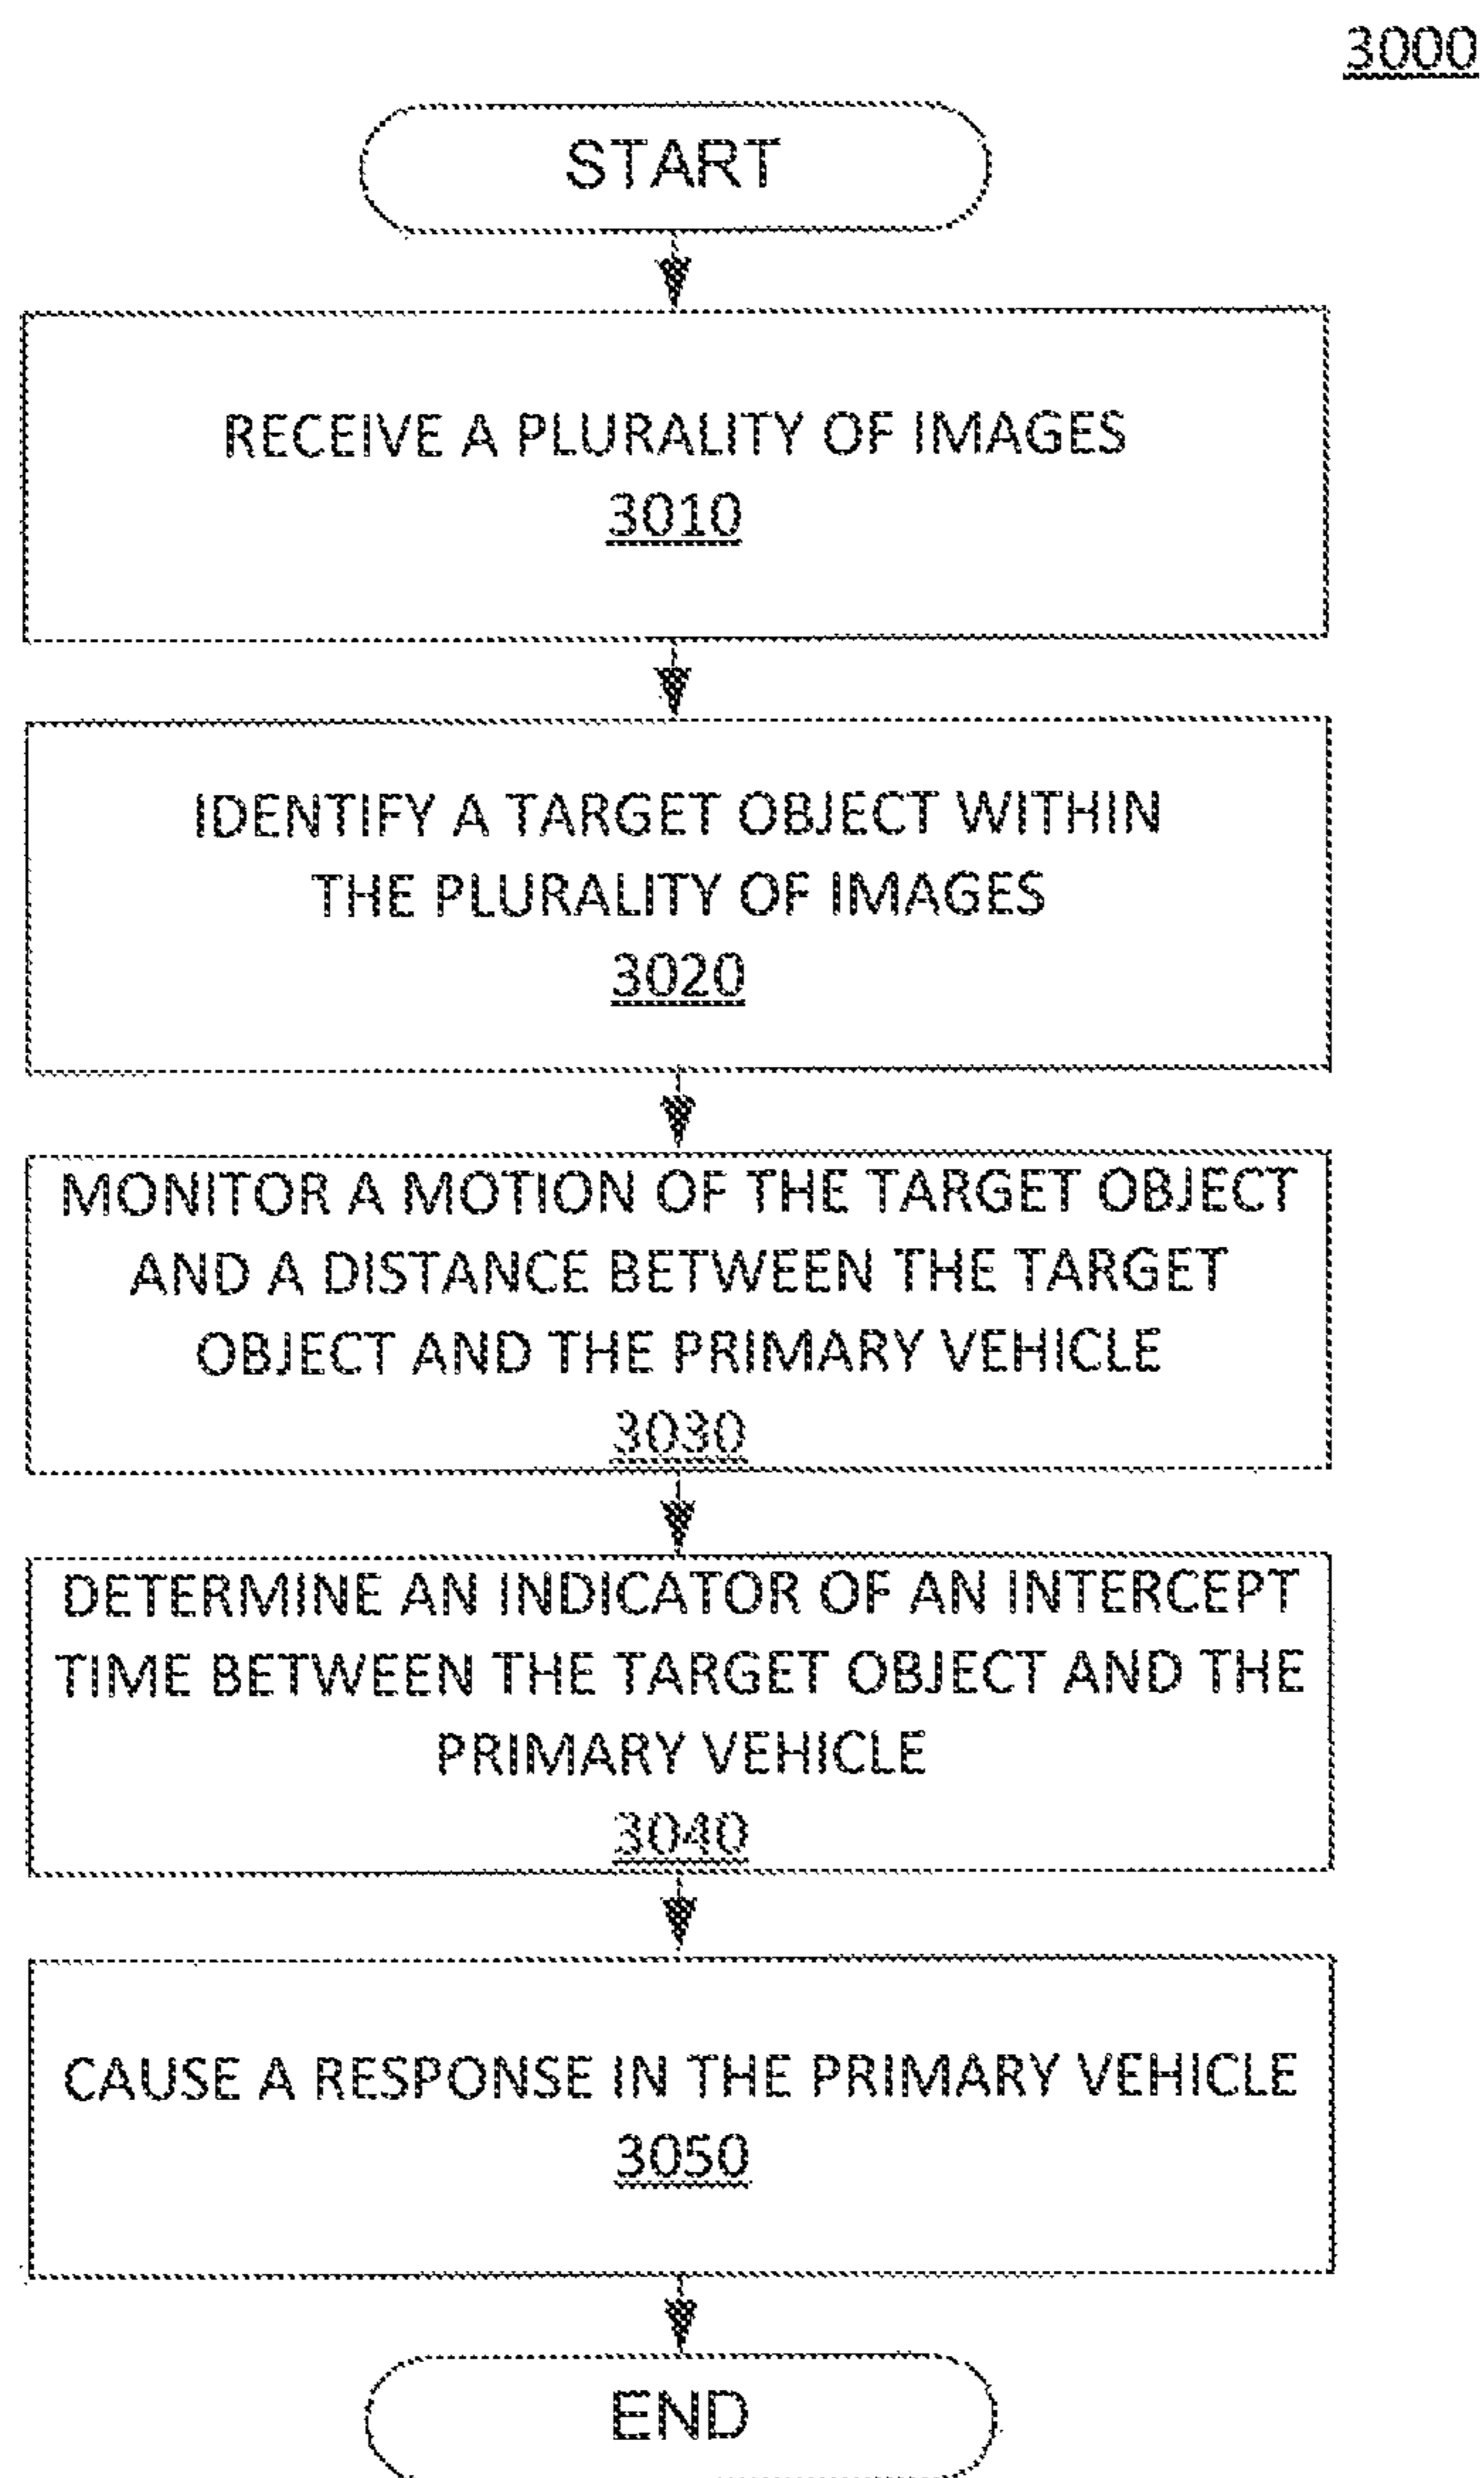 3000
START
RECEIVE A PLURALITY OF IMAGES
3010
IDENTIFY A TARGET OBJECT WITHIN
THE PLURALITY OF IMAGES
3020
MONITOR A MOTION OF THE TARGET OBJECT
AND A DISTANCE BETWEEN THE TARGET
OBJECT AND THE PRIMARY VEHICLE
3030
DETERMINE AN INDICATOR OF AN INTERCEPT
TIME BETWEEN THE TARGET OBJECT AND THE
PRIMARY VEHICLE
3040
CAUSE A RESPONSE IN THE PRIMARY VEHICLE
3050
END